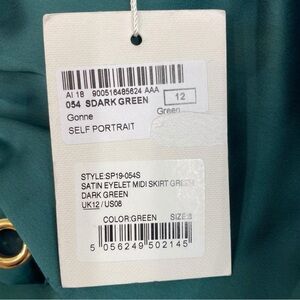 AI 18 900516485624 AAA
054 SDARK GREEN
12
Gonne
Green
SELF PORTRAIT
STYLE:SP19-054S
SATIN EYELET MIDI SKIRT GREEN
DARK GREEN
UK12 / US08
COLOR:GREEN SIZE:8
5 056249 502145